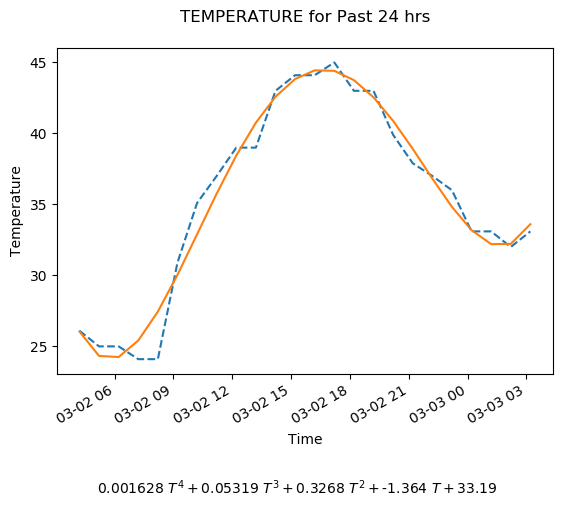 TEMPERATURE for Past 24 hrs
45
40
35
30
25
Temperature
03-02 06 03-02 09 03-02 12 03-02 15 03-02 18 03-02 21 03-03 00 03-03 03
Time
0.001628 T^4 + 0.05319 T^3 + 0.3268 T^2 + -1.364 T + 33.19